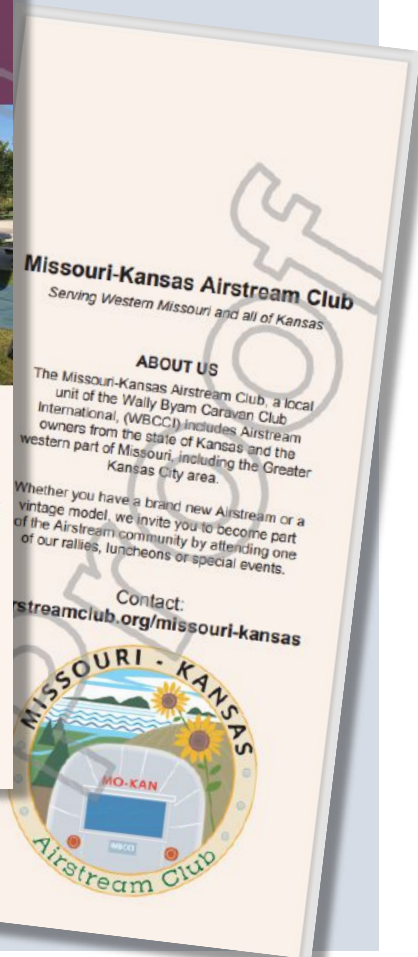 Missouri-Kansas Airstream Club
Serving Western Missouri and all of Kansas
ABOUT US
The Missouri-Kansas Airstream Club, a local
unit of the Wally Byam Caravan Club
International, (WBCCI) includes Airstream
owners from the state of Kansas and the
western part of Missouri, including the Greater
Kansas City area.
Whether you have a brand new Airstream or a
vintage model, we invite you to become part
of the Airstream community by attending one
of our rallies, luncheons or special events.
Contact:
rstreamclub.org/missouri-kansas
MISSOURI - KANSAS
MO-KAN
WBCCI
Airstream Club
Proof